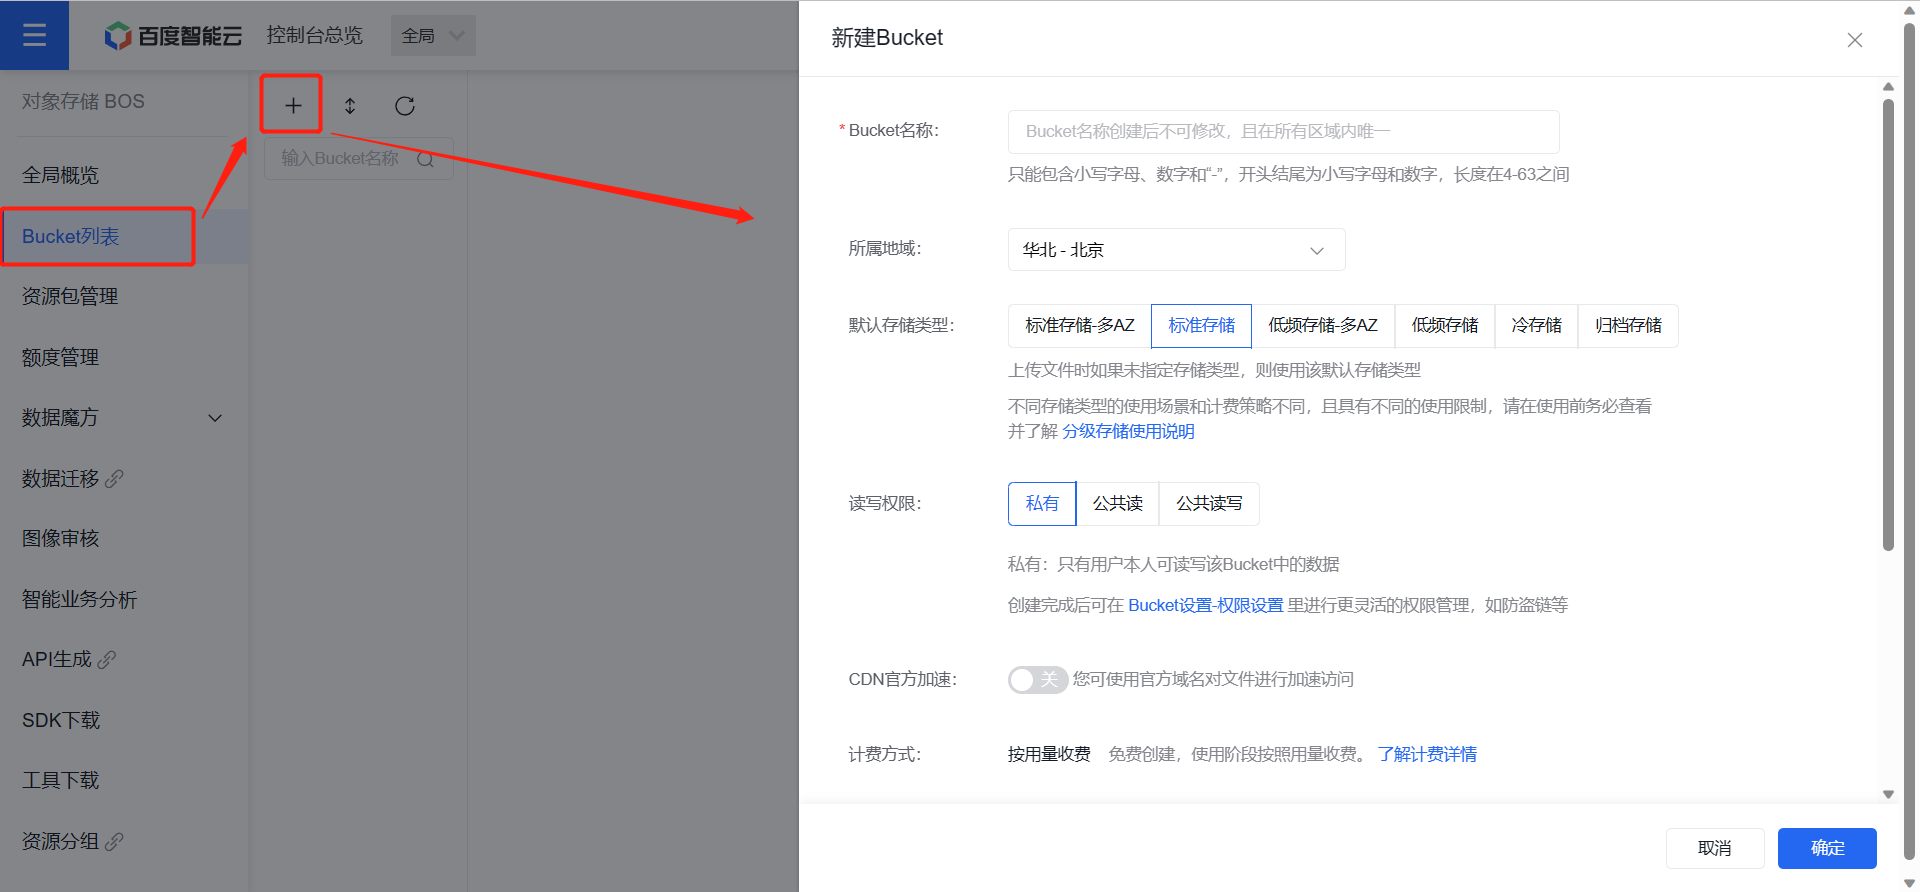 百度智能云
控制台总览
全局
对象存储 BOS
全局概览
Bucket列表
资源包管理
额度管理
数据魔方
数据迁移
图像审核
智能业务分析
API生成
SDK下载
工具下载
资源分组
输入Bucket名称
新建Bucket
*Bucket名称：
Bucket名称创建后不可修改，且在所有区域内唯一
只能包含小写字母、数字和“-”，开头结尾为小写字母和数字，长度在4-63之间
所属地域：
华北 - 北京
默认存储类型：
标准存储-多AZ 标准存储 低频存储-多AZ 低频存储 冷存储 归档存储
上传文件时如果未指定存储类型，则使用该默认存储类型
不同存储类型的使用场景和计费策略不同，且具有不同的使用限制，请在使用前务必查看
并了解 分级存储使用说明
读写权限：
私有 公共读 公共读写
私有：只有用户本人可读写该Bucket中的数据
创建完成后可在 Bucket设置-权限设置 里进行更灵活的权限管理，如防盗链等
CDN官方加速：
关 您可使用官方域名对文件进行加速访问
计费方式：
按用量收费 免费创建，使用阶段按照用量收费。 了解计费详情
取消
确定